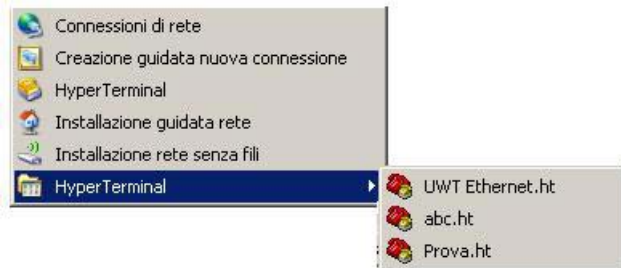 Connessioni di rete
Creazione guidata nuova connessione
HyperTerminal
Installazione guidata rete
Installazione rete senza fili
HyperTerminal
UWT Ethernet.ht
abc.ht
Prova.ht